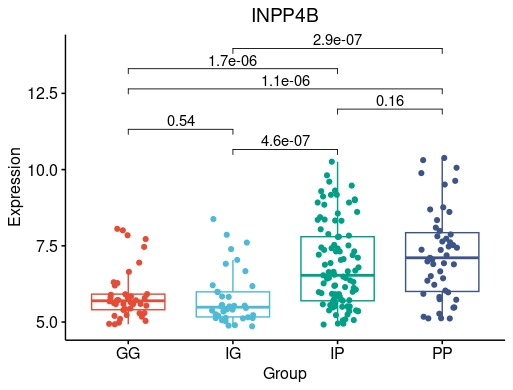 INPP4B
2.9e-07
1.7e-06
1.1e-06
0.16
0.54
4.6e-07
12.5
10.0
7.5
5.0
Expression
GG IG IP PP
Group